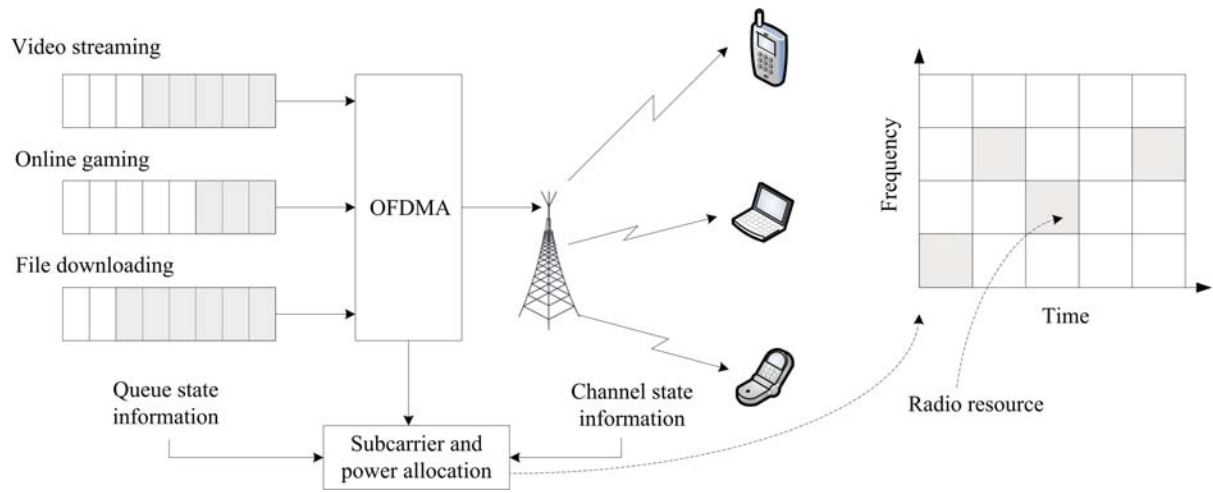 Video streaming
Online gaming
File downloading
OFDMA
Queue state
information
Channel state
information
Subcarrier and
power allocation
Frequency
Time
Radio resource